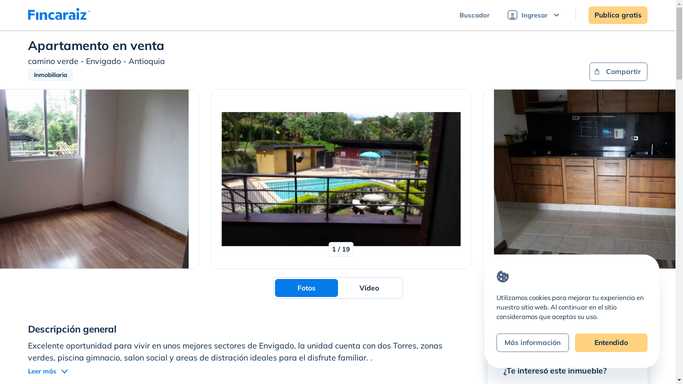 Fincaraiz
Buscador
Ingresar
Publica gratis
Apartamento en venta
camino verde - Envigado - Antioquia
Inmobiliaria
Compartir
1 / 19
Fotos
Video
Utilizamos cookies para mejorar tu experiencia en
nuestro sitio web. Al continuar en el sitio
consideramos que aceptas su uso.
Más información
Entendido
Descripción general
Excelente oportunidad para vivir en unos mejores sectores de Envigado, la unidad cuenta con dos Torres, zonas
verdes, piscina gimnacio, salon social y areas de distración ideales para el disfrute familiar. .
Leer más
¿Te interesó este inmueble?